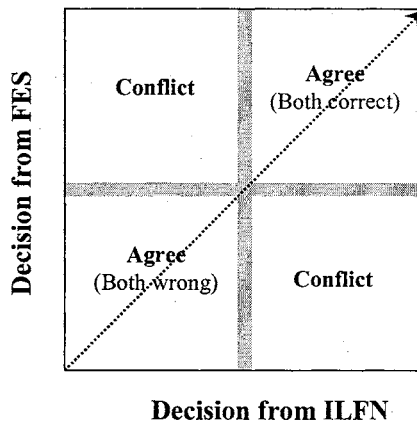 Decision from FES
Conflict
Agree
(Both correct)
Agree
(Both wrong)
Conflict
Decision from ILFN